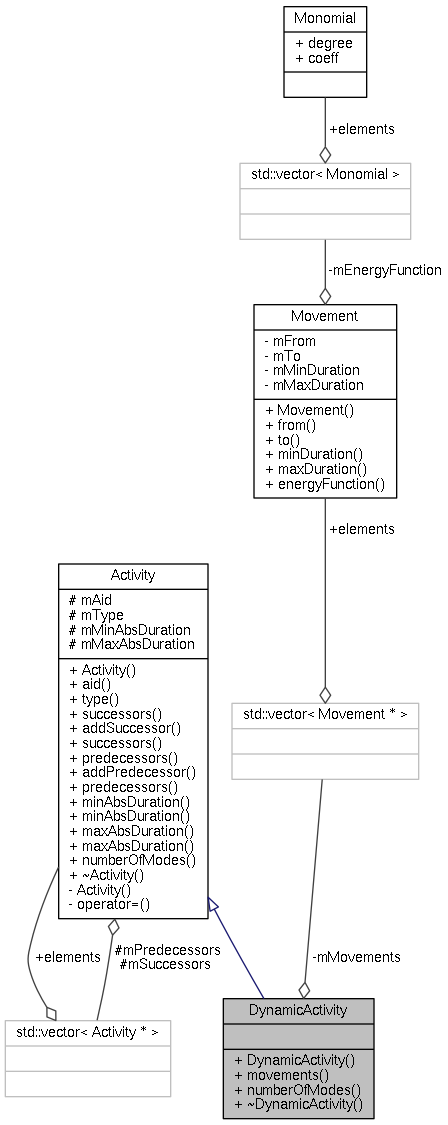 Monomial
+ degree
+ coeff
+elements
std::vector< Monomial >
-mEnergyFunction
Movement
- mFrom
- mTo
- mMinDuration
- mMaxDuration
+ Movement()
+ from()
+ to()
+ minDuration()
+ maxDuration()
+ energyFunction()
+elements
Activity
# mAid
# mType
# mMinAbsDuration
# mMaxAbsDuration
+ Activity()
+ aid()
+ type()
+ successors()
+ addSuccessor()
+ successors()
+ predecessors()
+ addPredecessor()
+ predecessors()
+ minAbsDuration()
+ minAbsDuration()
+ maxAbsDuration()
+ maxAbsDuration()
+ numberOfModes()
+ ~Activity()
- Activity()
- operator=()
std::vector< Movement * >
+elements
#mPredecessors
#mSuccessors
-mMovements
std::vector< Activity * >
DynamicActivity
+ DynamicActivity()
+ movements()
+ numberOfModes()
+ ~DynamicActivity()